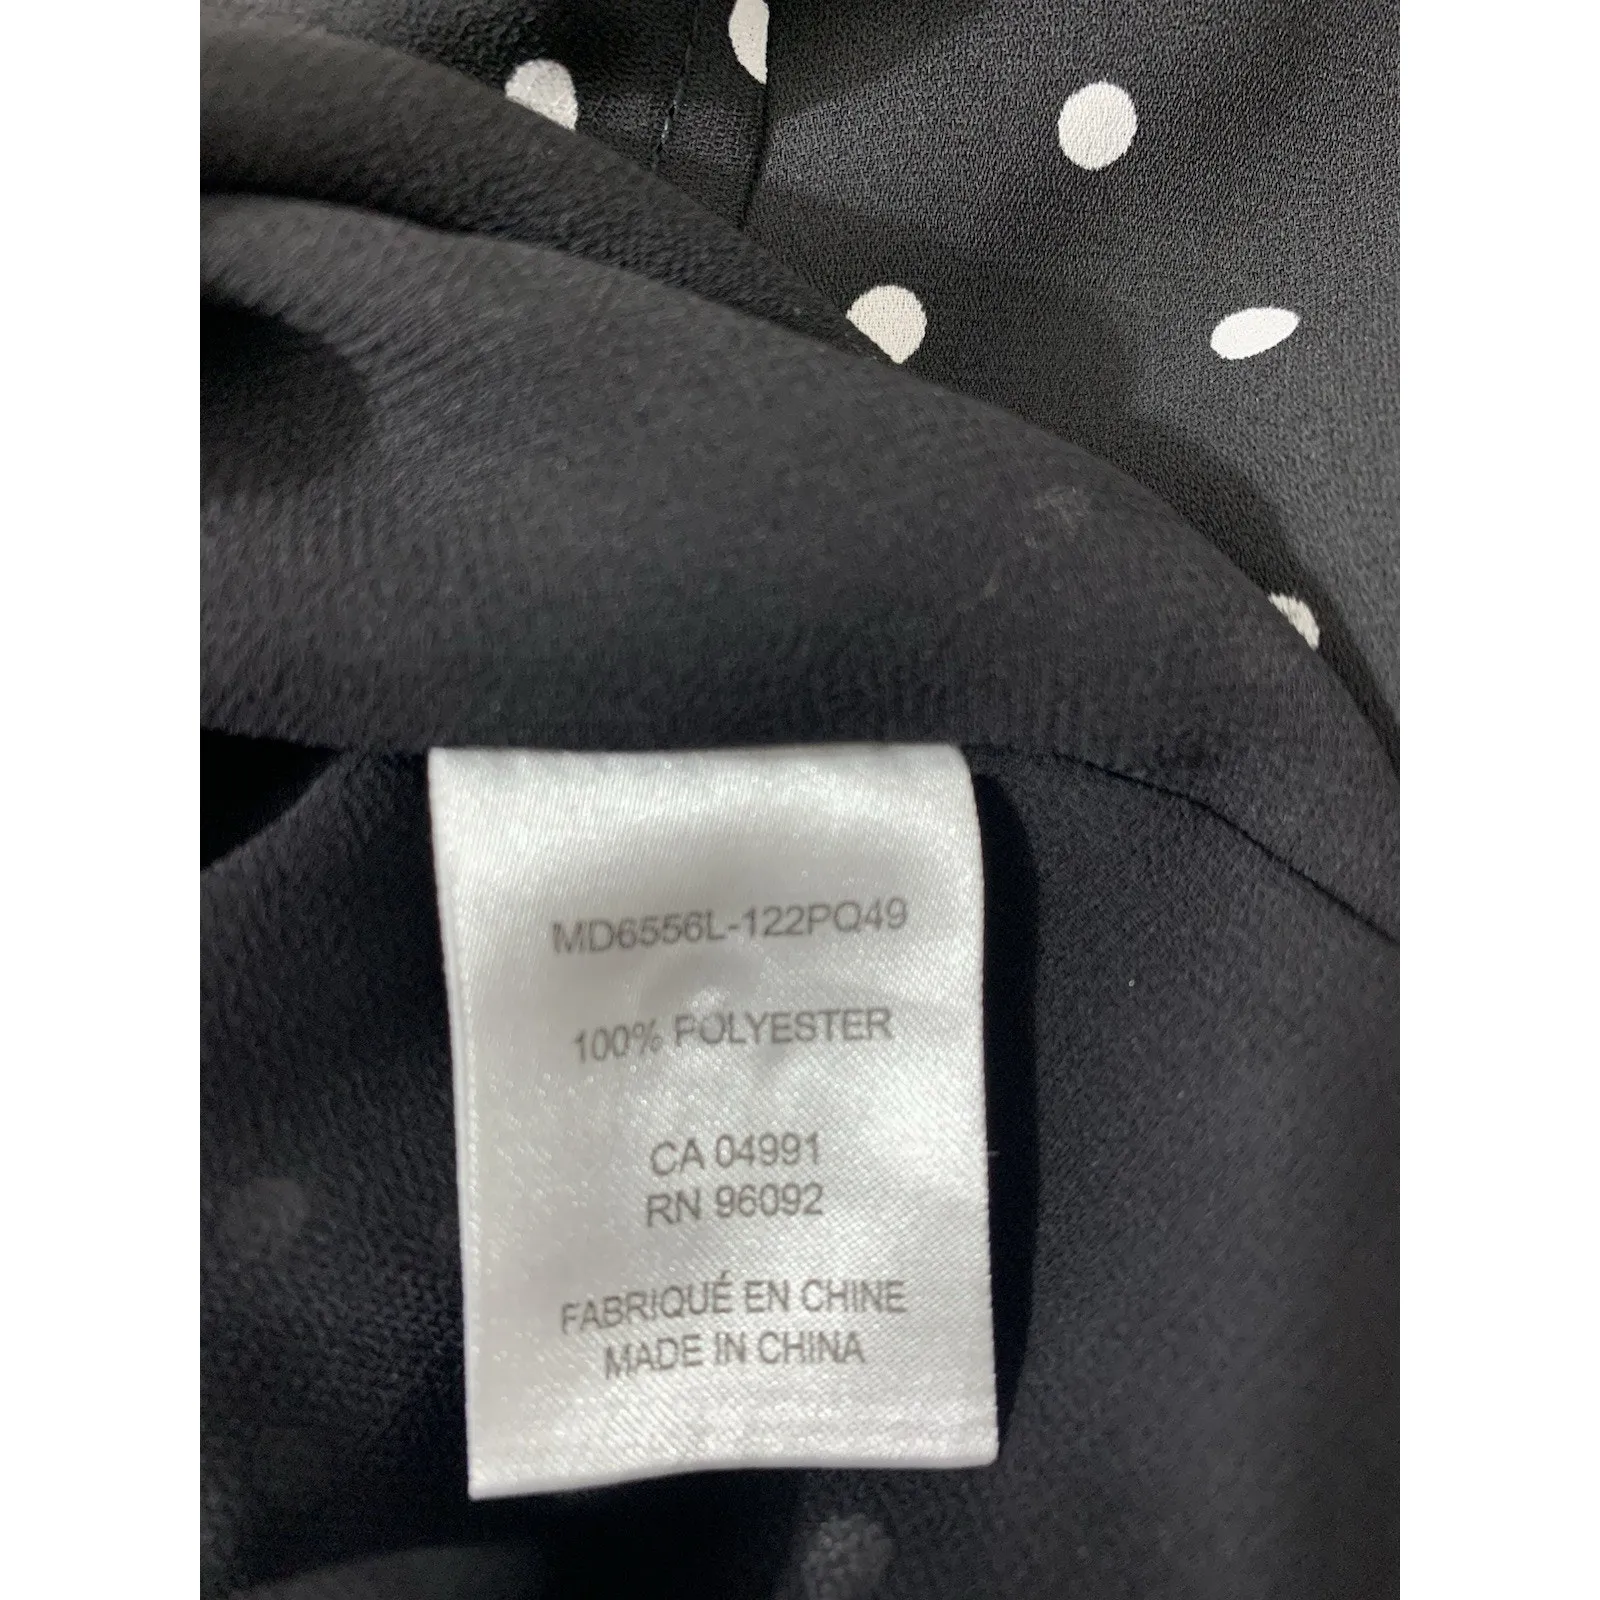 MD6556L-122PQ49
100% POLYESTER
CA 04991
RN 96092
FABRIQUÉ EN CHINE
MADE IN CHINA